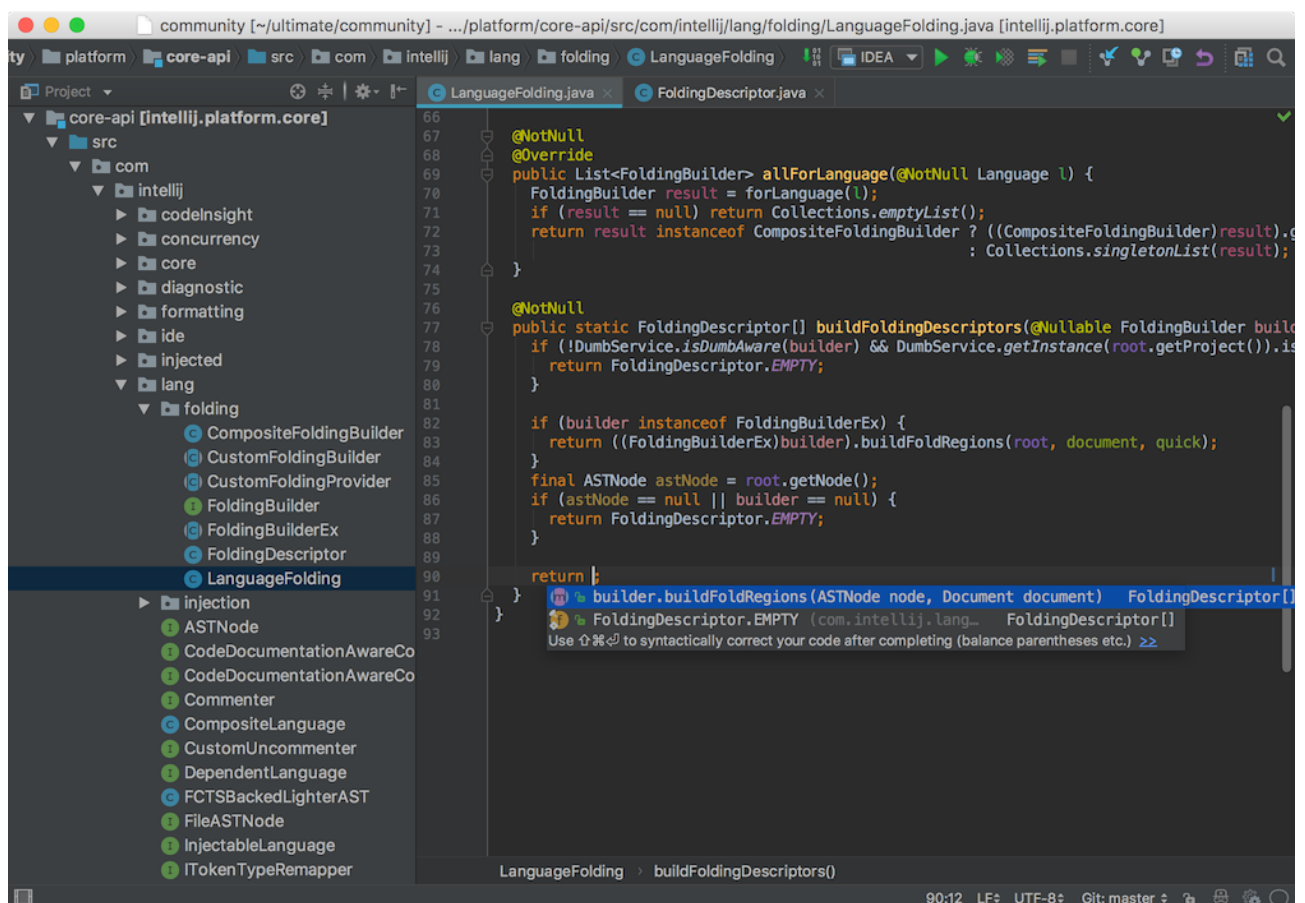 community [~/ultimate/community] - .../platform/core-api/src/com/intellij/lang/folding/LanguageFolding.java [intellij.platform.core]
ity platform core-api src com intellij lang folding LanguageFolding IDEA
Project
LanguageFolding.java FoldingDescriptor.java
core-api [intellij.platform.core]
src
com
intellij
codeInsight
concurrency
core
diagnostic
formatting
ide
injected
lang
folding
CompositeFoldingBuilder
CustomFoldingBuilder
CustomFoldingProvider
FoldingBuilder
FoldingBuilderEx
FoldingDescriptor
LanguageFolding
injection
ASTNode
CodeDocumentationAwareCo
CodeDocumentationAwareCo
Commenter
CompositeLanguage
CustomUncommenter
DependentLanguage
FCTSBackedLighterAST
FileASTNode
InjectableLanguage
ITokenTypeRemapper
66
67 @NotNull
68 @Override
69 public List<FoldingBuilder> allForLanguage(@NotNull Language l) {
70 FoldingBuilder result = forLanguage(l);
71 if (result == null) return Collections.emptyList();
72 return result instanceof CompositeFoldingBuilder ? ((CompositeFoldingBuilder)result).g
73 : Collections.singletonList(result);
74 }
75
76 @NotNull
77 public static FoldingDescriptor[] buildFoldingDescriptors(@Nullable FoldingBuilder build
78 if (!DumbService.isDumbAware(builder) && DumbService.getInstance(root.getProject()).is
79 return FoldingDescriptor.EMPTY;
80 }
81
82 if (builder instanceof FoldingBuilderEx) {
83 return ((FoldingBuilderEx)builder).buildFoldRegions(root, document, quick);
84 }
85 final ASTNode astNode = root.getNode();
86 if (astNode == null || builder == null) {
87 return FoldingDescriptor.EMPTY;
88 }
89
90 return ;
91 }
92 }
93
builder.buildFoldRegions(ASTNode node, Document document) FoldingDescriptor[]
FoldingDescriptor.EMPTY (com.intellij.lang… FoldingDescriptor[]
Use ⇧⌘⏎ to syntactically correct your code after completing (balance parentheses etc.) >>
LanguageFolding buildFoldingDescriptors()
90:12 LF UTF-8 Git: master